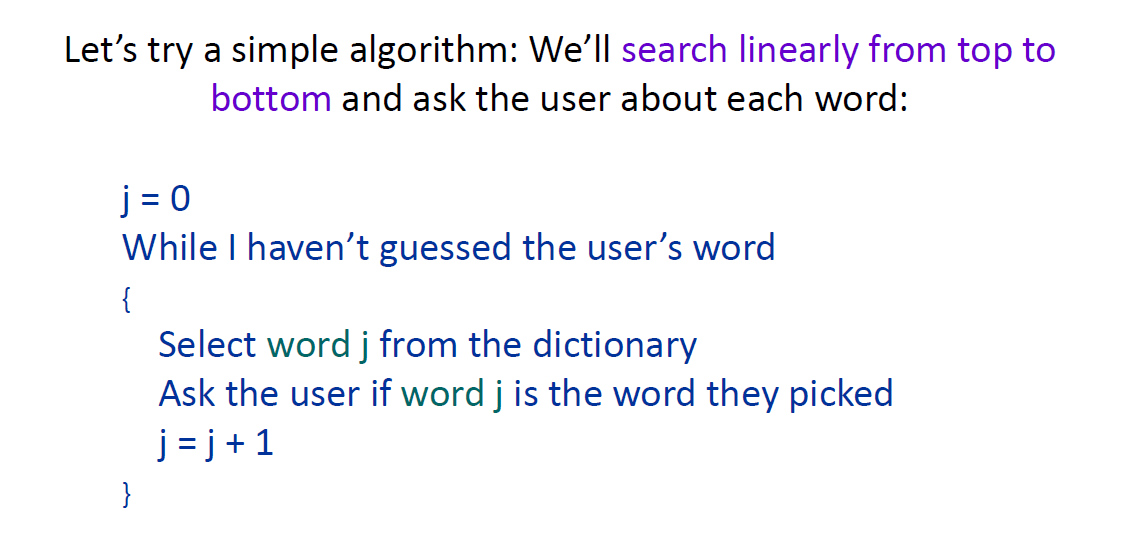 Let’s try a simple algorithm: We’ll search linearly from top to
bottom and ask the user about each word:
j = 0
While I haven’t guessed the user’s word
{
Select word j from the dictionary
Ask the user if word j is the word they picked
j = j + 1
}